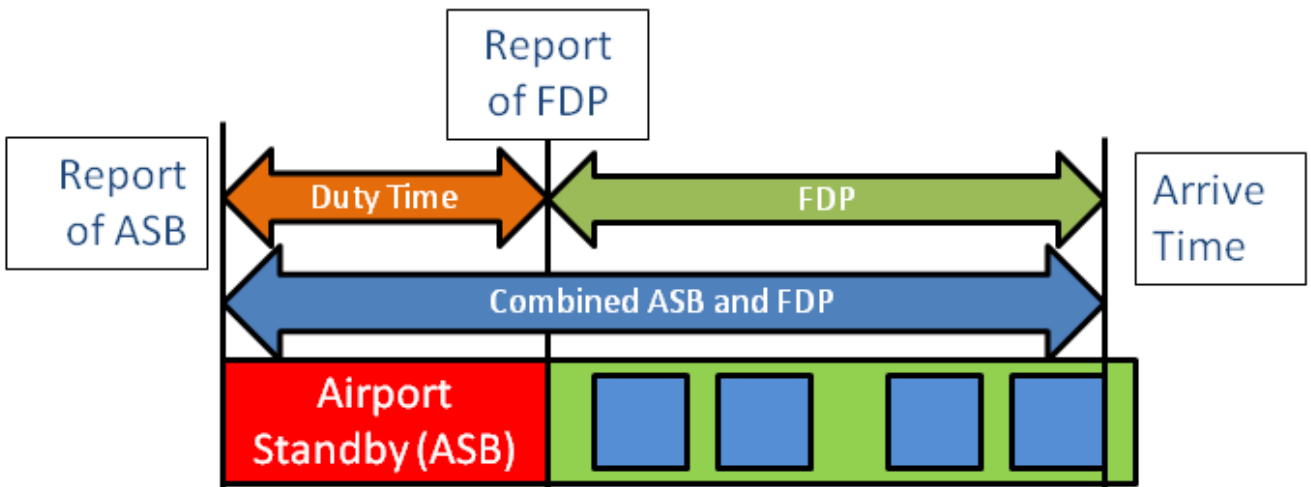 Report
of FDP
Report
of ASB
Duty Time
FDP
Arrive
Time
Combined ASB and FDP
Airport
Standby (ASB)